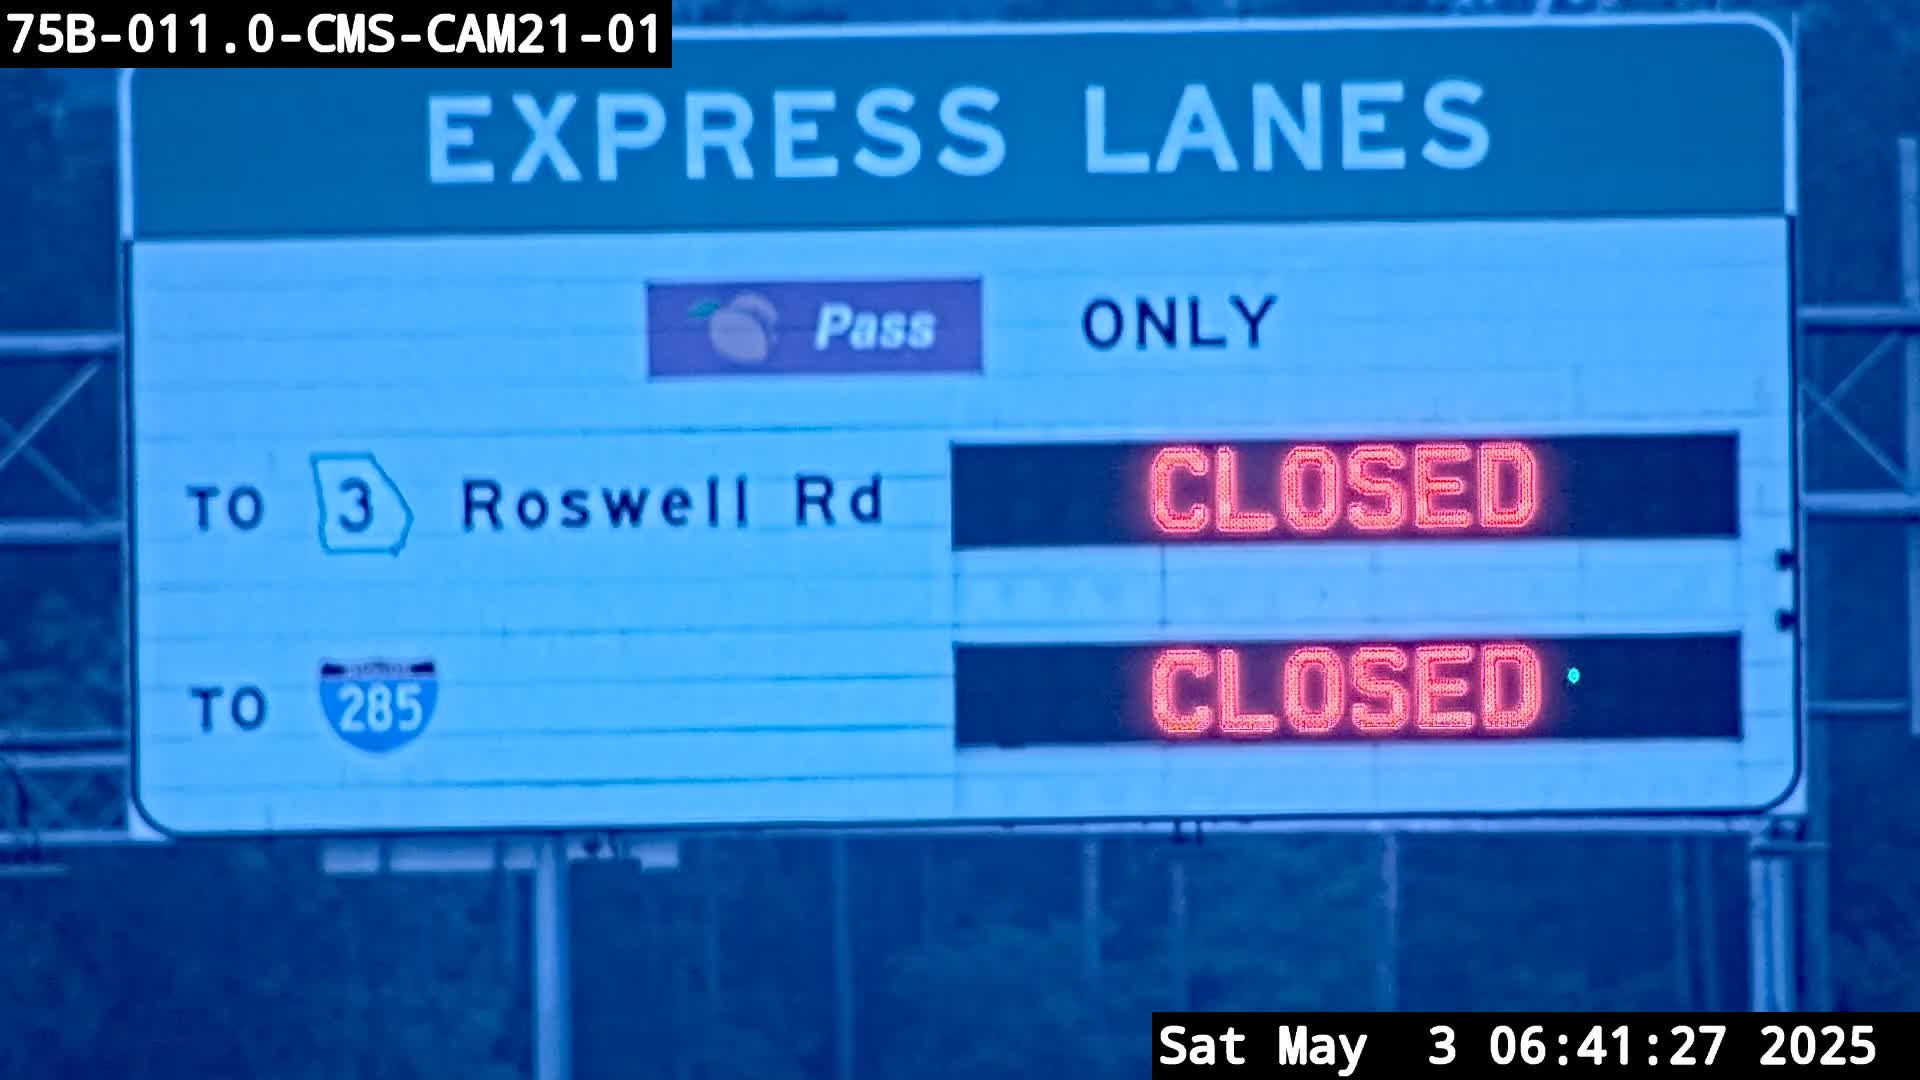 75B-011.0-CMS-CAM21-01
EXPRESS LANES
Pass ONLY
TO 3 Roswell Rd CLOSED
TO 285 CLOSED
Sat May 3 06:41:27 2025